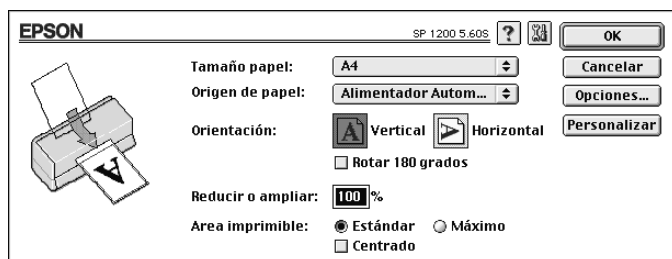 EPSON SP 1200 5.60S ? OK
Tamaño papel: A4 Cancelar
Origen de papel: Alimentador Autom... Opciones...
Orientación: A Vertical A Horizontal Personalizar
Rotar 180 grados
Reducir o ampliar: 100 %
Area imprimible: Estándar Máximo
Centrado
A